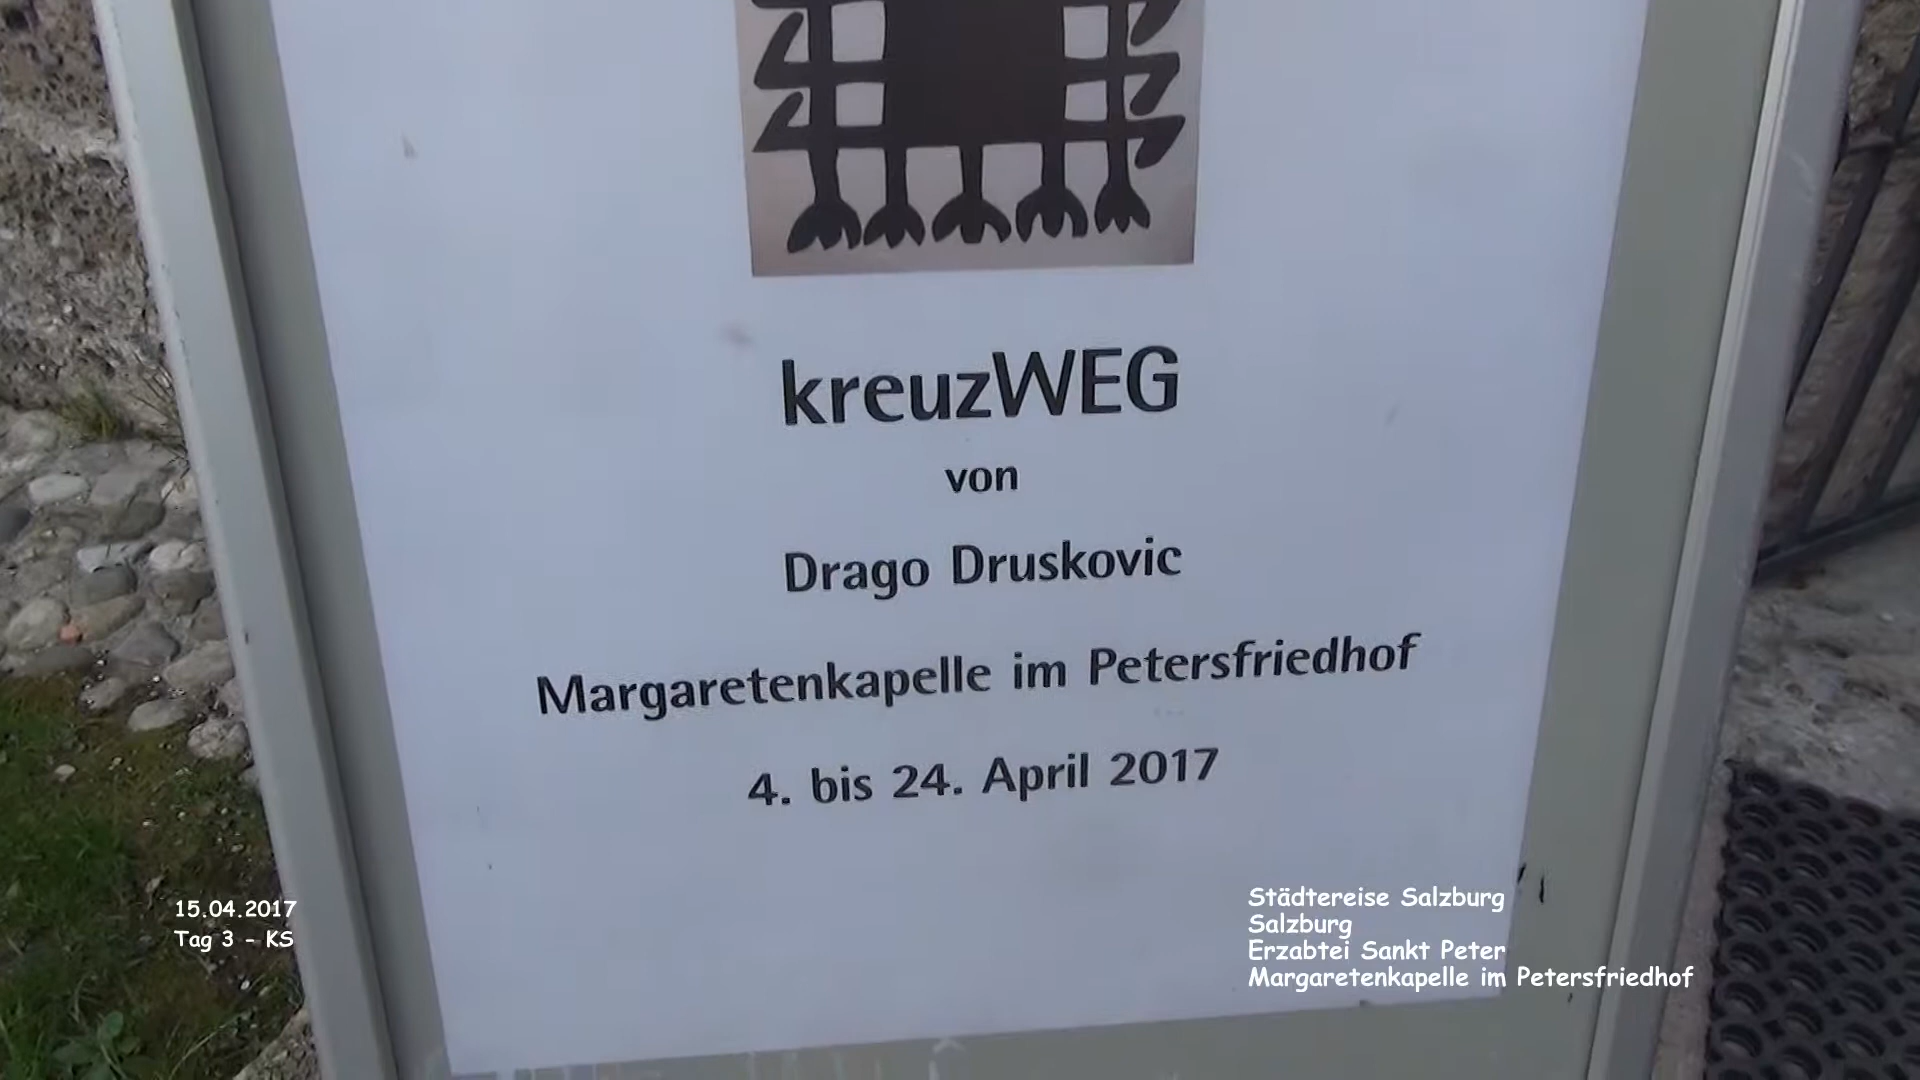 kreuzWEG
von
Drago Druskovic
Margaretenkapelle im Petersfriedhof
4. bis 24. April 2017
15.04.2017
Tag 3 - KS
Städtereise Salzburg
Salzburg
Erzabtei Sankt Peter
Margaretenkapelle im Petersfriedhof